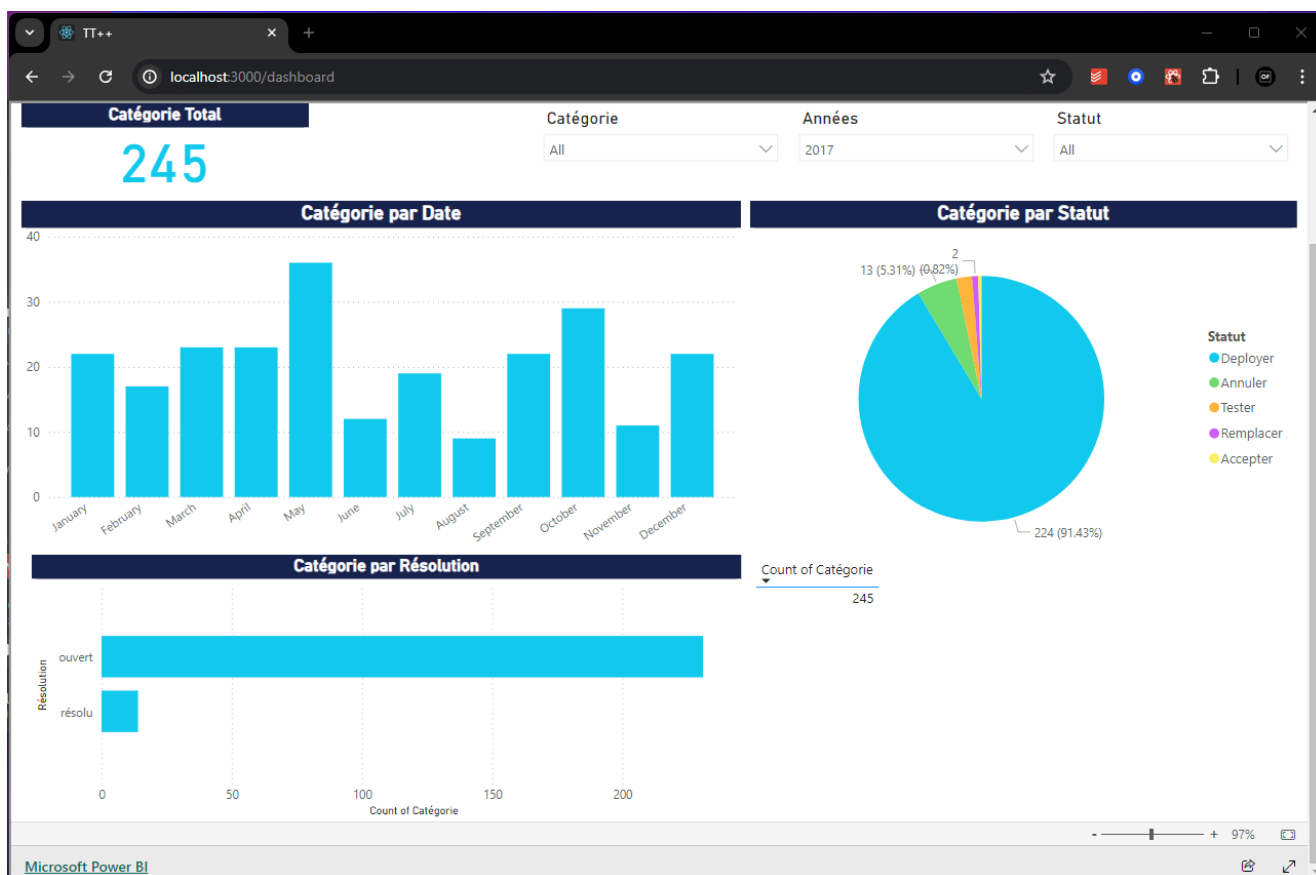 TT++
localhost:3000/dashboard
Catégorie Total
245
Catégorie
All
Années
2017
Statut
All
Catégorie par Date
40
30
20
10
0
January
February
March
April
May
June
July
August
September
October
November
December
Catégorie par Statut
2
13 (5.31%) (0.82%)
224 (91.43%)
Statut
Deployer
Annuler
Tester
Remplacer
Accepter
Catégorie par Résolution
Résolution
ouvert
résolu
0
50
100
150
200
Count of Catégorie
Count of Catégorie
245
- + 97%
Microsoft Power BI